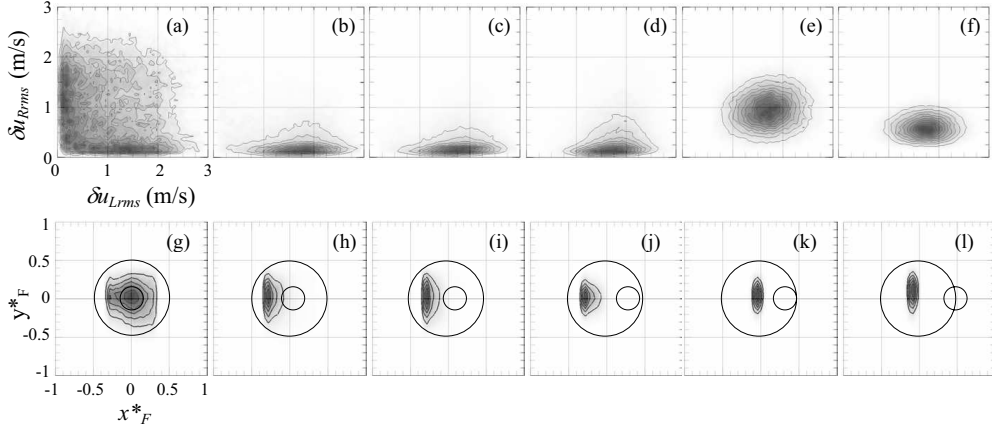 (a) (b) (c) (d) (e) (f)
δu_Rrms (m/s)
3
2
1
0
0 1 2 3
δu_Lrms (m/s)
(g) (h) (i) (j) (k) (l)
y*_F
1
0.5
0
-0.5
-1
-1 -0.5 0 0.5 1
x*_F